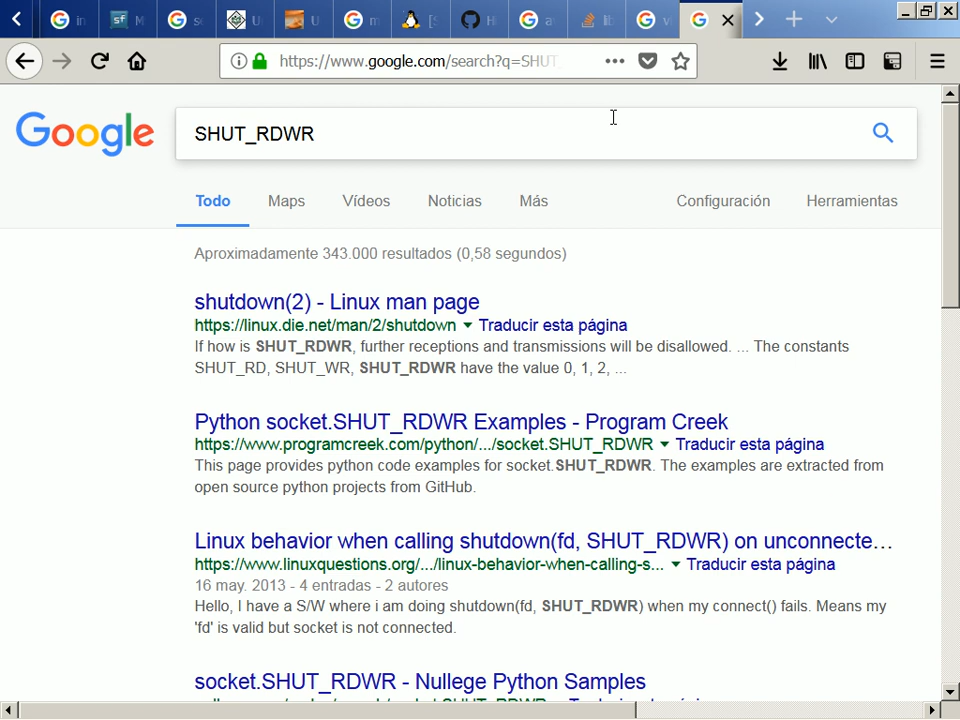 in
sf M
s
U
U
m
[S
H
a
lib
v
https://www.google.com/search?q=SHUT_
Google
SHUT_RDWR
Todo Maps Vídeos Noticias Más Configuración Herramientas
Aproximadamente 343.000 resultados (0,58 segundos)
shutdown(2) - Linux man page
https://linux.die.net/man/2/shutdown Traducir esta página
If how is SHUT_RDWR, further receptions and transmissions will be disallowed. ... The constants
SHUT_RD, SHUT_WR, SHUT_RDWR have the value 0, 1, 2, ...
Python socket.SHUT_RDWR Examples - Program Creek
https://www.programcreek.com/python/.../socket.SHUT_RDWR Traducir esta página
This page provides python code examples for socket.SHUT_RDWR. The examples are extracted from
open source python projects from GitHub.
Linux behavior when calling shutdown(fd, SHUT_RDWR) on unconnecte...
https://www.linuxquestions.org/.../linux-behavior-when-calling-s... Traducir esta página
16 may. 2013 - 4 entradas - 2 autores
Hello, I have a S/W where i am doing shutdown(fd, SHUT_RDWR) when my connect() fails. Means my
'fd' is valid but socket is not connected.
socket.SHUT_RDWR - Nullege Python Samples